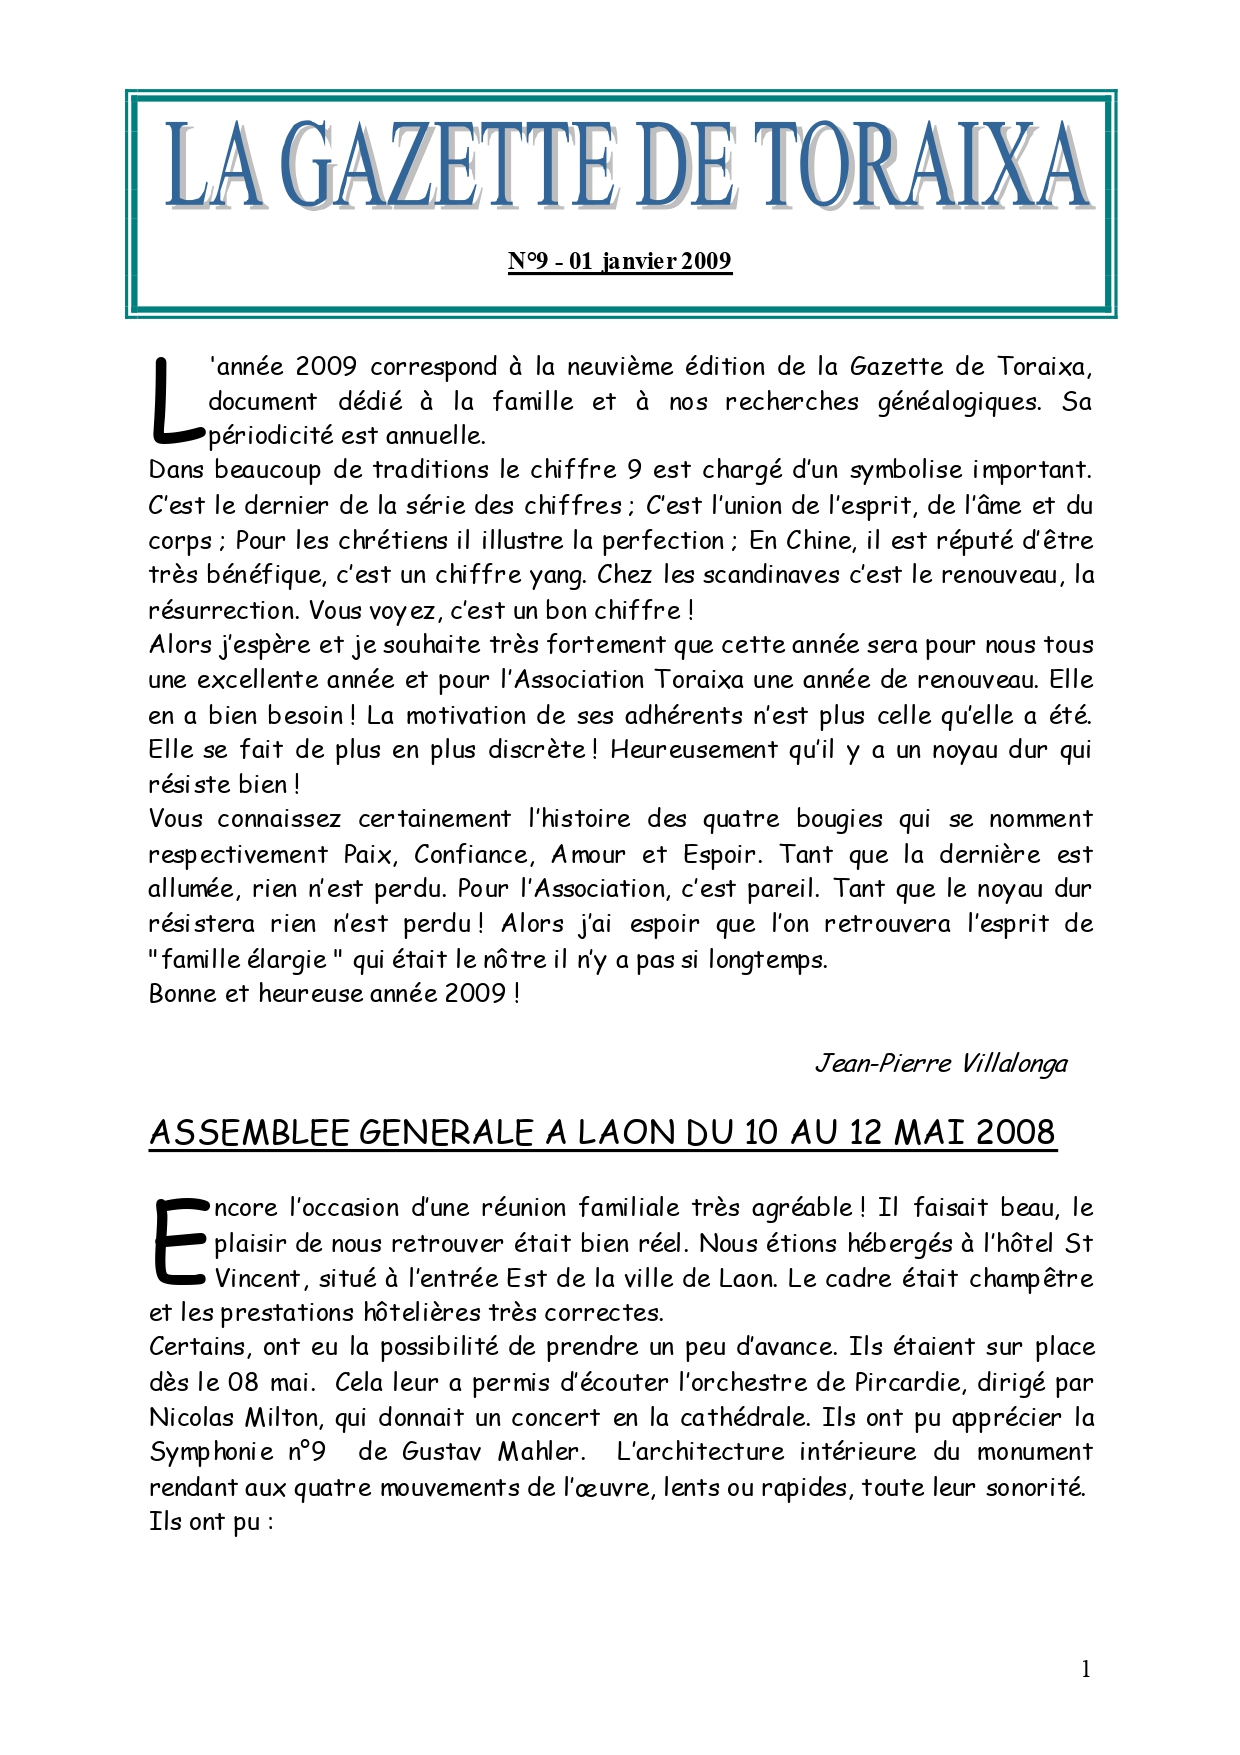 LA GAZETTE DE TORAIXA
N°9 - 01 janvier 2009
L'année 2009 correspond à la neuvième édition de la Gazette de Toraixa,
document dédié à la famille et à nos recherches généalogiques. Sa
périodicité est annuelle.
Dans beaucoup de traditions le chiffre 9 est chargé d’un symbolise important.
C’est le dernier de la série des chiffres ; C’est l’union de l’esprit, de l’âme et du
corps ; Pour les chrétiens il illustre la perfection ; En Chine, il est réputé d’être
très bénéfique, c’est un chiffre yang. Chez les scandinaves c’est le renouveau, la
résurrection. Vous voyez, c’est un bon chiffre !
Alors j’espère et je souhaite très fortement que cette année sera pour nous tous
une excellente année et pour l’Association Toraixa une année de renouveau. Elle
en a bien besoin ! La motivation de ses adhérents n’est plus celle qu’elle a été.
Elle se fait de plus en plus discrète ! Heureusement qu’il y a un noyau dur qui
résiste bien !
Vous connaissez certainement l’histoire des quatre bougies qui se nomment
respectivement Paix, Confiance, Amour et Espoir. Tant que la dernière est
allumée, rien n’est perdu. Pour l’Association, c’est pareil. Tant que le noyau dur
résistera rien n’est perdu ! Alors j’ai espoir que l’on retrouvera l’esprit de
"famille élargie " qui était le nôtre il n’y a pas si longtemps.
Bonne et heureuse année 2009 !
Jean-Pierre Villalonga
ASSEMBLEE GENERALE A LAON DU 10 AU 12 MAI 2008
Encore l’occasion d’une réunion familiale très agréable ! Il faisait beau, le
plaisir de nous retrouver était bien réel. Nous étions hébergés à l’hôtel St
Vincent, situé à l’entrée Est de la ville de Laon. Le cadre était champêtre
et les prestations hôtelières très correctes.
Certains, ont eu la possibilité de prendre un peu d’avance. Ils étaient sur place
dès le 08 mai. Cela leur a permis d’écouter l’orchestre de Pircardie, dirigé par
Nicolas Milton, qui donnait un concert en la cathédrale. Ils ont pu apprécier la
Symphonie n°9 de Gustav Mahler. L’architecture intérieure du monument
rendant aux quatre mouvements de l’œuvre, lents ou rapides, toute leur sonorité.
Ils ont pu :
1